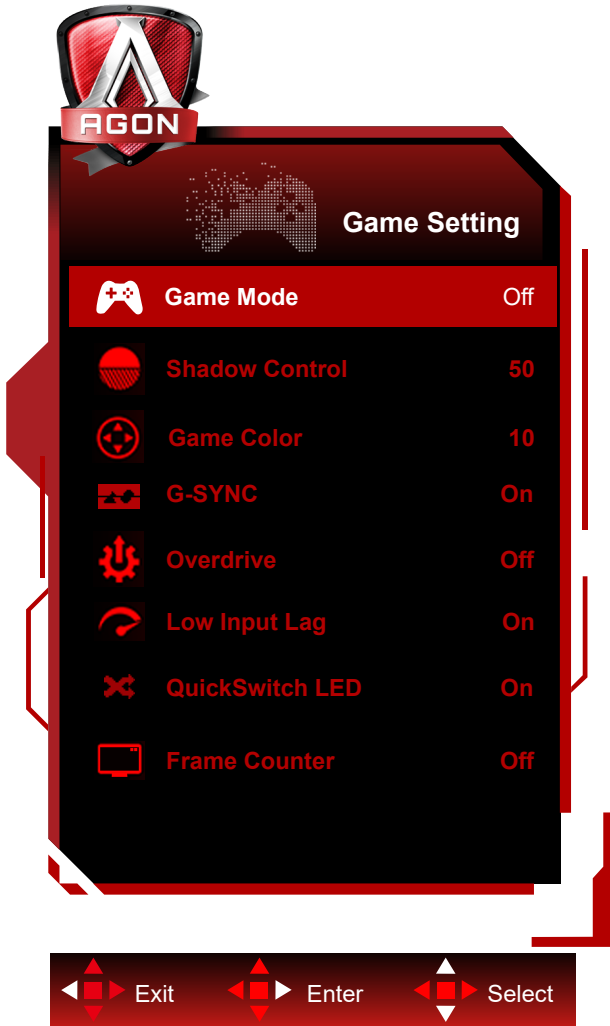 AGON
Game Setting
Game Mode Off
Shadow Control 50
Game Color 10
G-SYNC On
Overdrive Off
Low Input Lag On
QuickSwitch LED On
Frame Counter Off
Exit Enter Select